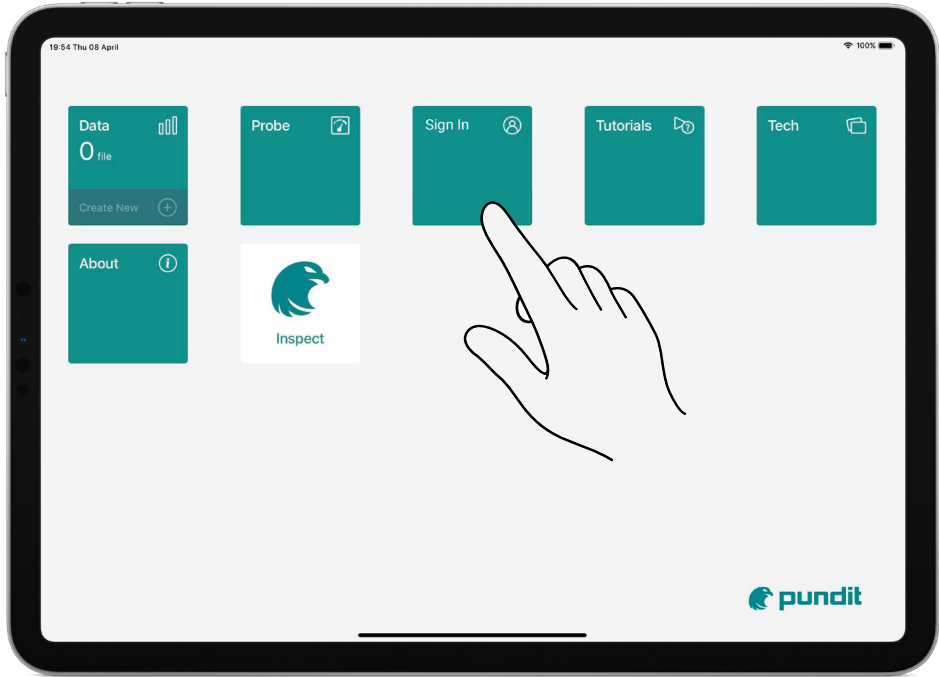 19:54 Thu 08 April
100%
Data
0 file
Create New
Probe
Sign In
Tutorials
Tech
About
Inspect
pundit